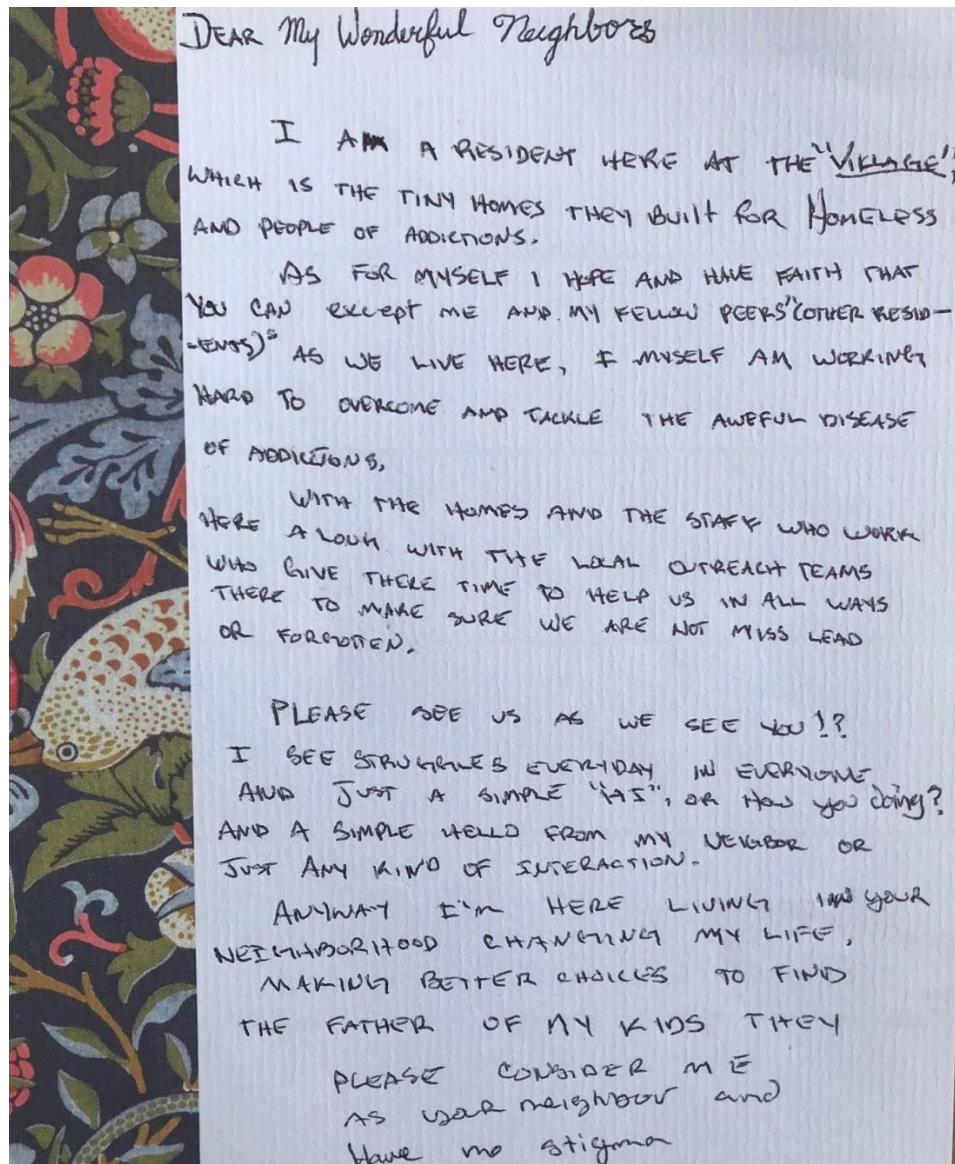 DEAR My Wonderful Neighbors
I AM A RESIDENT HERE AT THE "VILLAGE",
WHICH IS THE TINY HOMES THEY BUILT FOR HOMELESS
AND PEOPLE OF ADDICTIONS.
AS FOR MYSELF I HOPE AND HAVE FAITH THAT
YOU CAN EXCEPT ME AND MY FELLOW PEERS "(OTHER RESID-
-ENTS)" AS WE LIVE HERE, I MYSELF AM WORKING
HARD TO OVERCOME AND TACKLE THE AWEFUL DISEASE
OF ADDICTIONS,
WITH THE HOMES AND THE STAFF WHO WORK
HERE A LONG WITH THE LOCAL OUTREACH TEAMS
WHO GIVE THERE TIME TO HELP US IN ALL WAYS
THERE TO MAKE SURE WE ARE NOT MISS LEAD
OR FORGOTTEN.
PLEASE SEE US AS WE SEE YOU!?
I SEE STRUGGLES EVERYDAY IN EVERYONE
AND JUST A SIMPLE "HI", OR HOW you doing?
AND A SIMPLE HELLO FROM MY NEIGBOR OR
JUST ANY KIND OF INTERACTION.
ANYWAY I'm HERE LIVING IN YOUR
NEIGHBORHOOD CHANGING MY LIFE,
MAKING BETTER CHOICES TO FIND
THE FATHER OF MY KIDS THEY
PLEASE CONSIDER ME
AS your neighbour and
Have no stigma